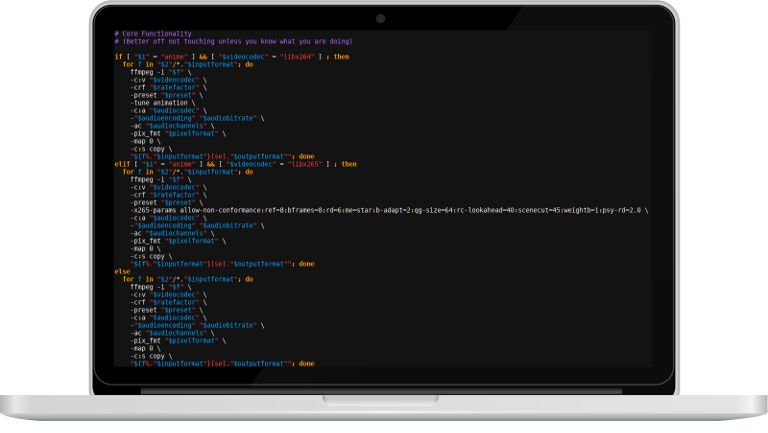 # Core Functionality
# (Better off not touching unless you know what you are doing)
if [ "$1" = "anime" ] && [ "$videocodec" = "libx264" ] ; then
for f in "$2"/*."$inputformat"; do
ffmpeg -i "$f" \
-c:v "$videocodec" \
-crf "$ratefactor" \
-preset "$preset" \
-tune animation \
-c:a "$audiocodec" \
-"$audioencoding" "$audiobitrate" \
-ac "$audiochannels" \
-pix_fmt "$pixelformat" \
-map 0 \
-c:s copy \
"${f%."$inputformat"}[se]."$outputformat""; done
elif [ "$1" = "anime" ] && [ "$videocodec" = "libx265" ] ; then
for f in "$2"/*."$inputformat"; do
ffmpeg -i "$f" \
-c:v "$videocodec" \
-crf "$ratefactor" \
-preset "$preset" \
-x265-params allow-non-conformance:ref=8:bframes=8:rd=6:me=star:b-adapt=2:qg-size=64:rc-lookahead=40:scenecut=45:weightb=1:psy-rd=2.0 \
-c:a "$audiocodec" \
-"$audioencoding" "$audiobitrate" \
-ac "$audiochannels" \
-pix_fmt "$pixelformat" \
-map 0 \
-c:s copy \
"${f%."$inputformat"}[se]."$outputformat""; done
else
for f in "$2"/*."$inputformat"; do
ffmpeg -i "$f" \
-c:v "$videocodec" \
-crf "$ratefactor" \
-preset "$preset" \
-c:a "$audiocodec" \
-"$audioencoding" "$audiobitrate" \
-ac "$audiochannels" \
-pix_fmt "$pixelformat" \
-map 0 \
-c:s copy \
"${f%."$inputformat"}[se]."$outputformat""; done